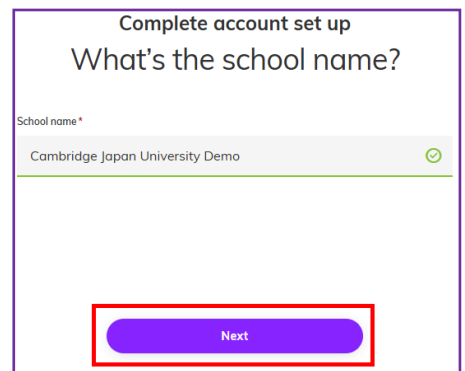 Complete account set up
What's the school name?
School name*
Cambridge Japan University Demo
Next